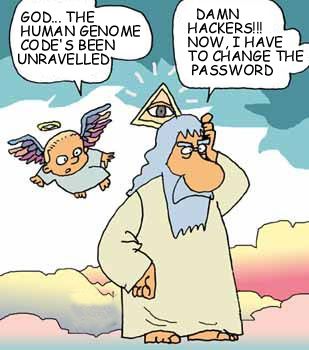 GOD... THE
HUMAN GENOME
CODE'S BEEN
UNRAVELLED
DAMN
HACKERS!!!
NOW, I HAVE
TO CHANGE THE
PASSWORD